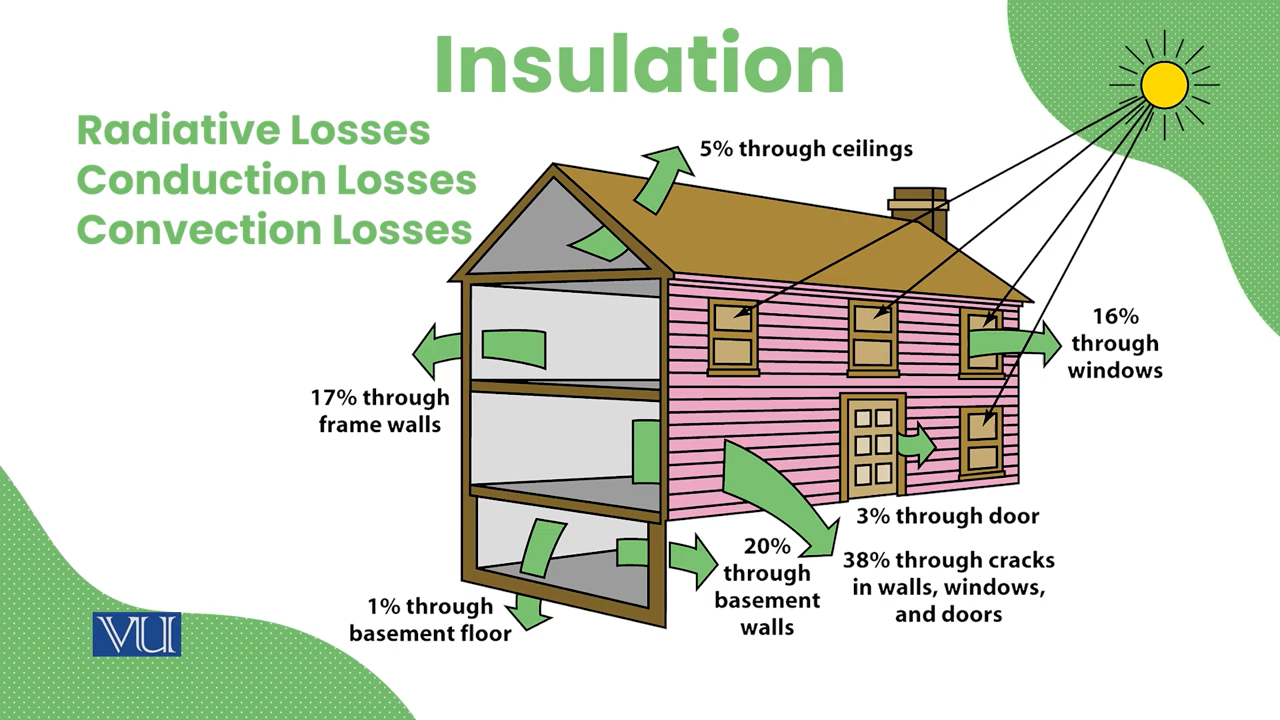 Insulation
Radiative Losses
Conduction Losses
Convection Losses
5% through ceilings
16%
through
windows
17% through
frame walls
3% through door
38% through cracks
in walls, windows,
and doors
20%
through
basement
walls
1% through
basement floor
VU